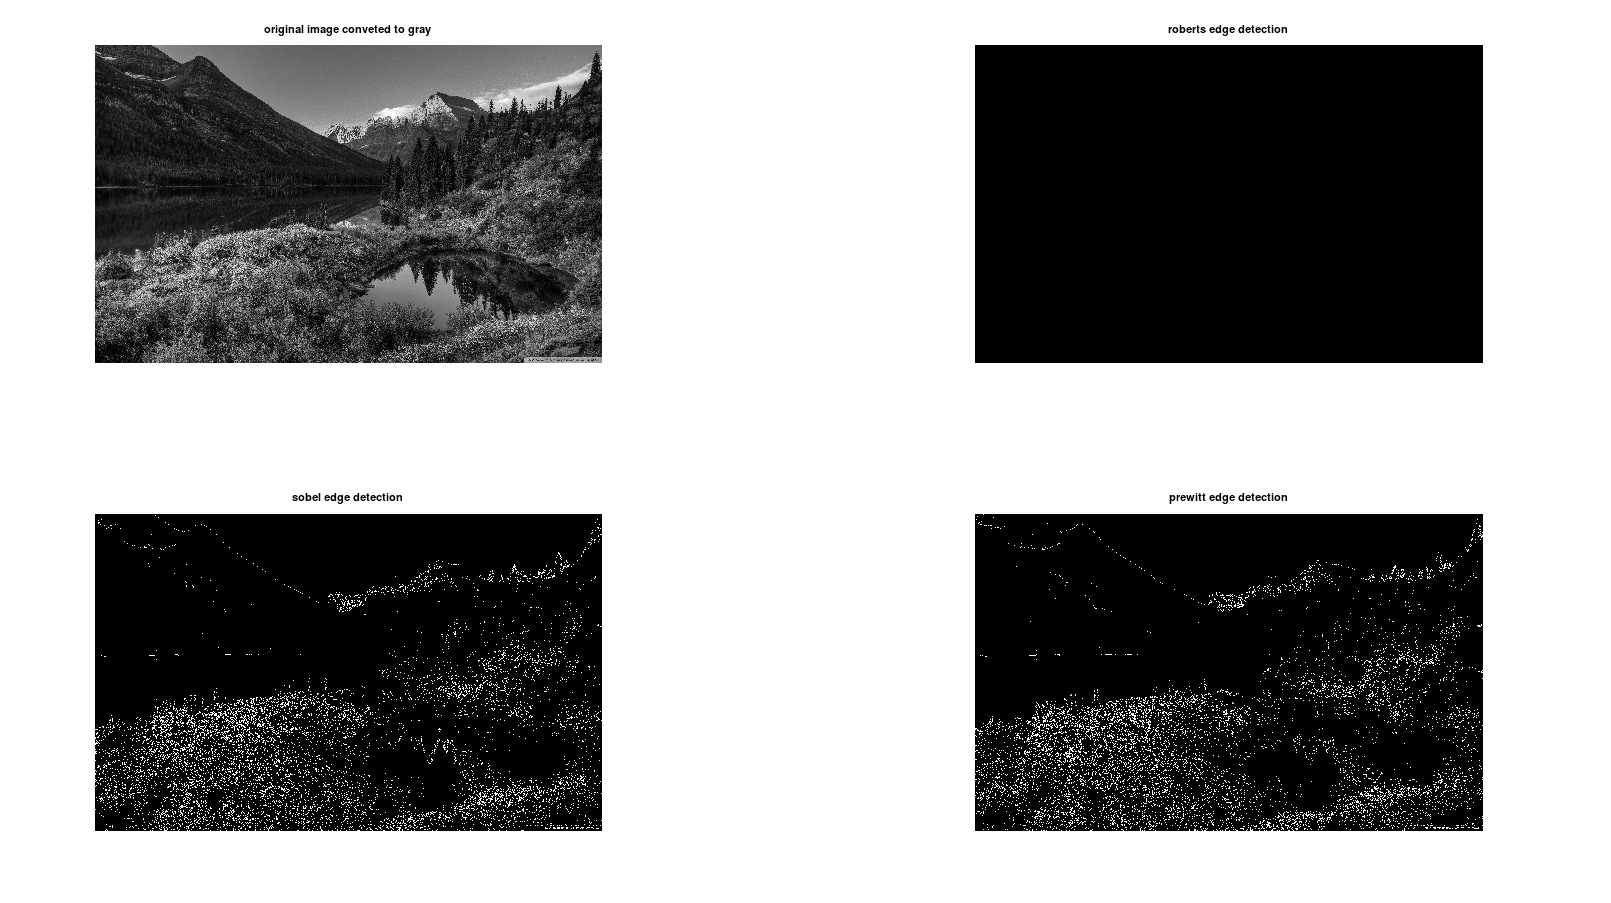 original image conveted to gray
roberts edge detection
sobel edge detection
prewitt edge detection